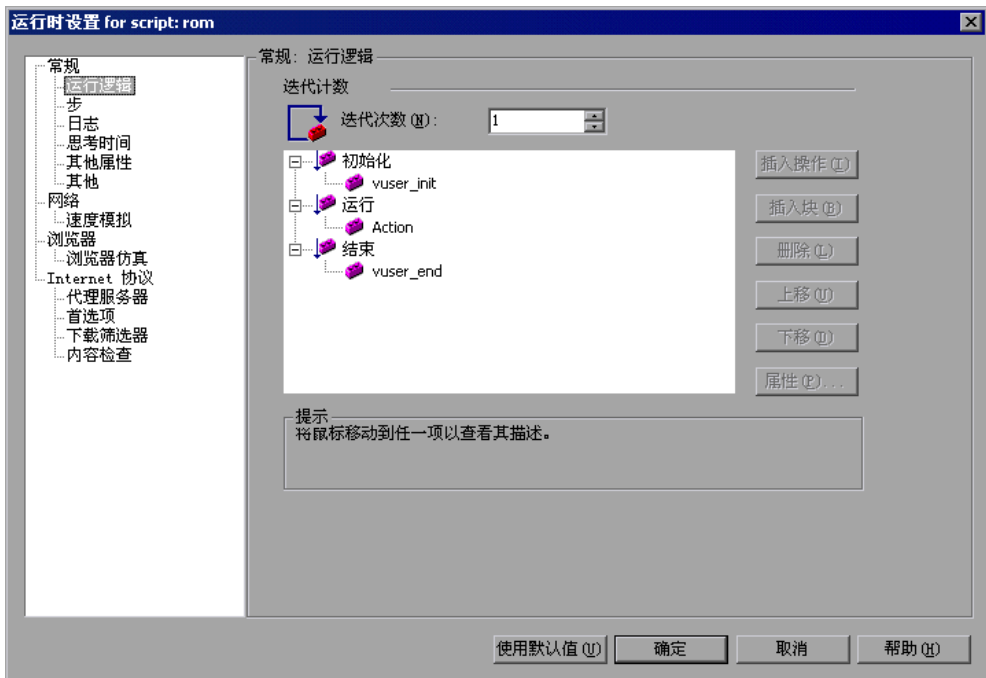 运行时设置 for script: rom
常规
运行逻辑
步
日志
思考时间
其他属性
其他
网络
速度模拟
浏览器
浏览器仿真
Internet 协议
代理服务器
首选项
下载筛选器
内容检查
常规: 运行逻辑
迭代计数
迭代次数(N): 1
初始化
vuser_init
运行
Action
结束
vuser_end
插入操作(I)
插入块(B)
删除(L)
上移(U)
下移(D)
属性(P)...
提示
将鼠标移动到任一项以查看其描述。
使用默认值(U) 确定 取消 帮助(H)